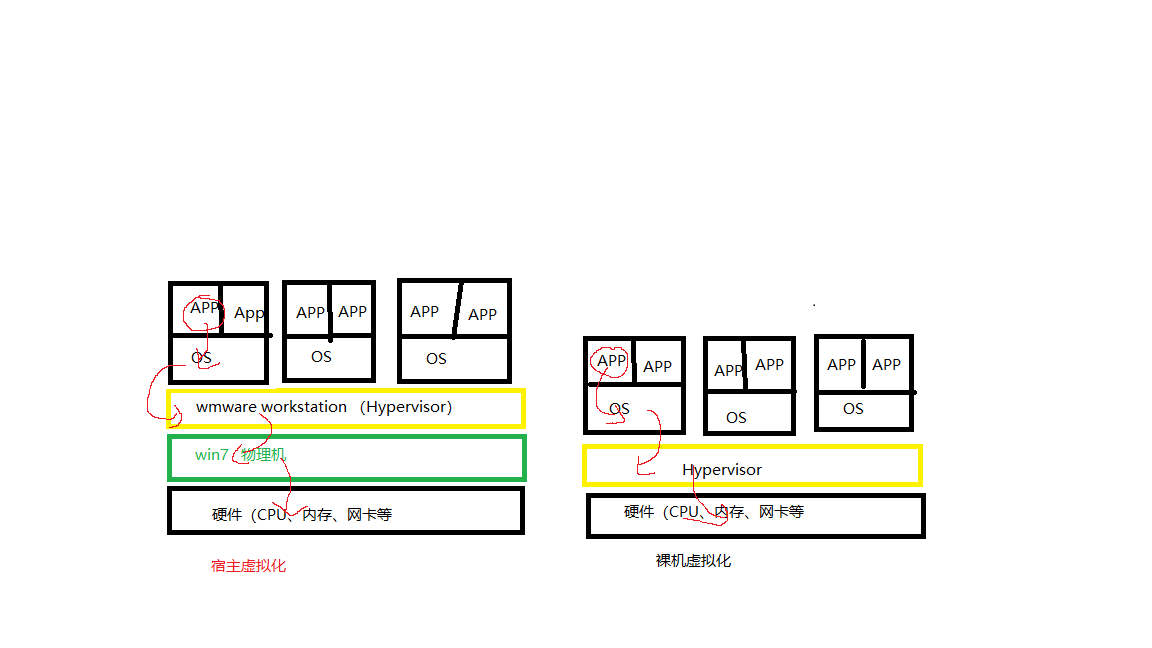 APP App
OS
APP APP
OS
APP APP
OS
wmware workstation （Hypervisor）
win7 物理机
硬件（CPU、内存、网卡等
宿主虚拟化
APP APP
OS
APP APP
OS
APP APP
OS
Hypervisor
硬件（CPU、内存、网卡等
裸机虚拟化